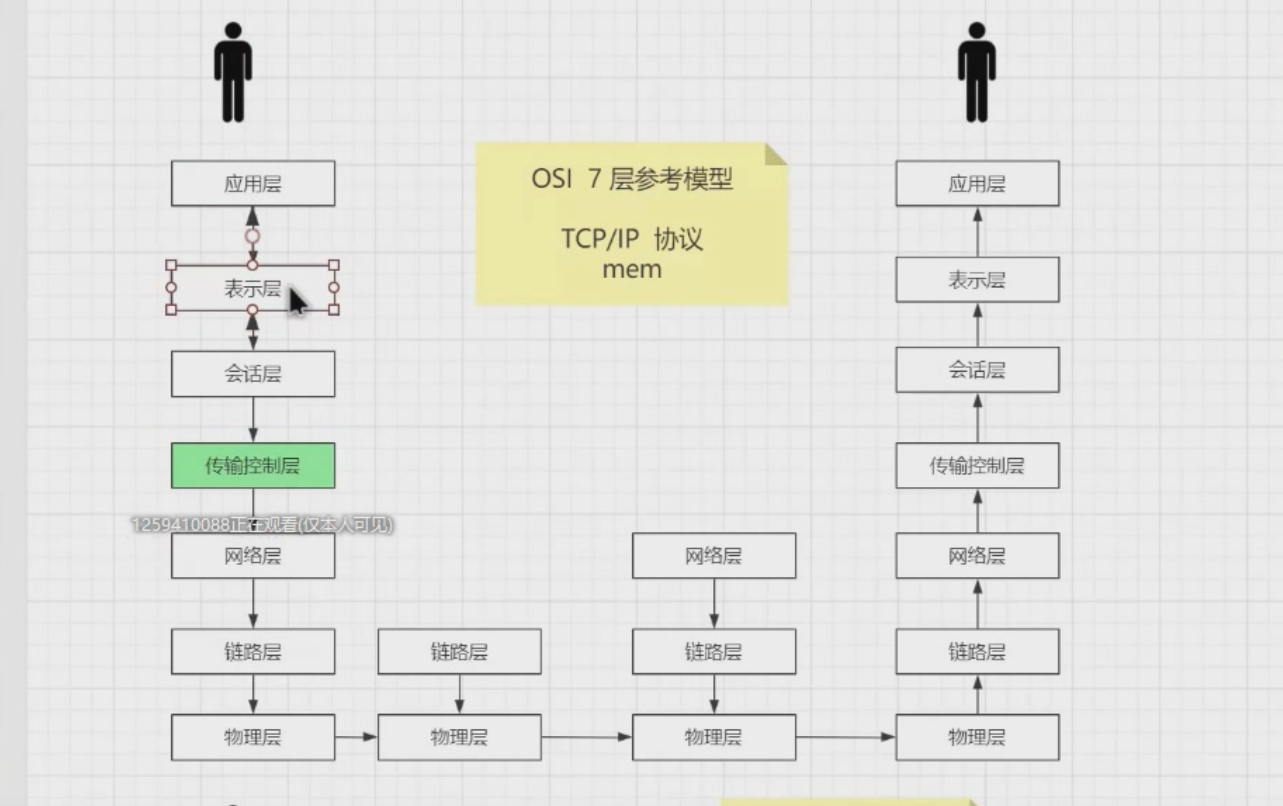 应用层
表示层
会话层
传输控制层
1259410088正在观看(仅本人可见)
网络层
链路层
物理层
链路层
物理层
OSI 7 层参考模型
TCP/IP 协议
mem
网络层
链路层
物理层
应用层
表示层
会话层
传输控制层
网络层
链路层
物理层